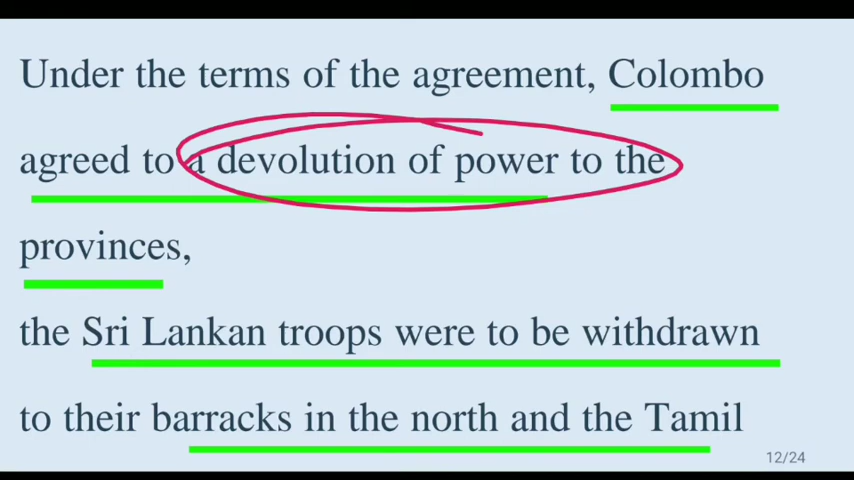 Under the terms of the agreement, Colombo
agreed to a devolution of power to the
provinces,
the Sri Lankan troops were to be withdrawn
to their barracks in the north and the Tamil
12/24